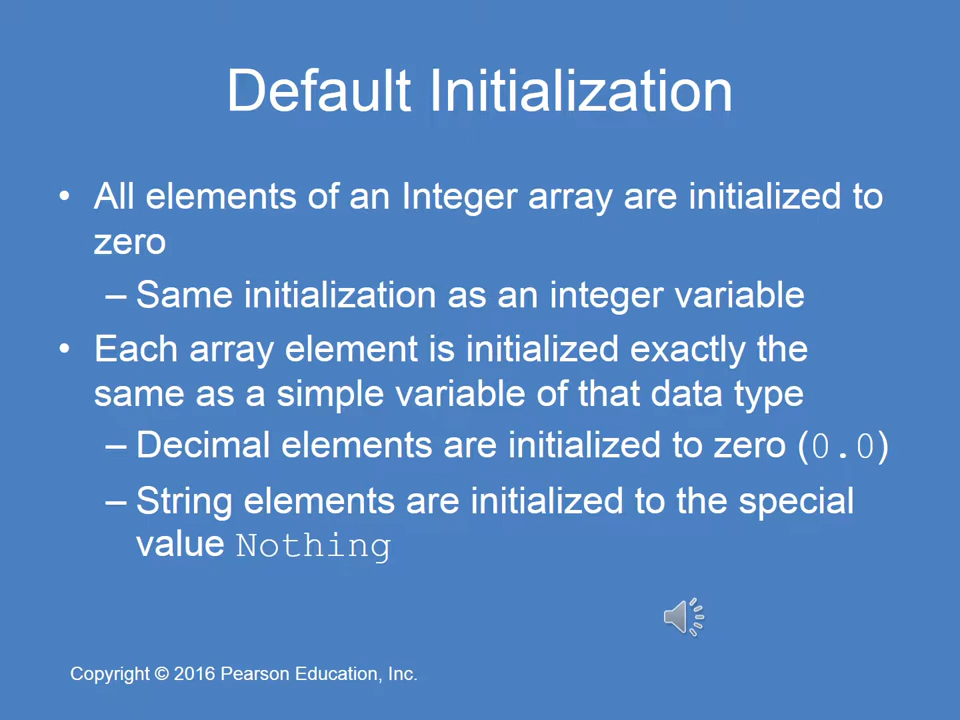 Default Initialization
• All elements of an Integer array are initialized to
zero
– Same initialization as an integer variable
• Each array element is initialized exactly the
same as a simple variable of that data type
– Decimal elements are initialized to zero (0.0)
– String elements are initialized to the special
value Nothing
Copyright © 2016 Pearson Education, Inc.